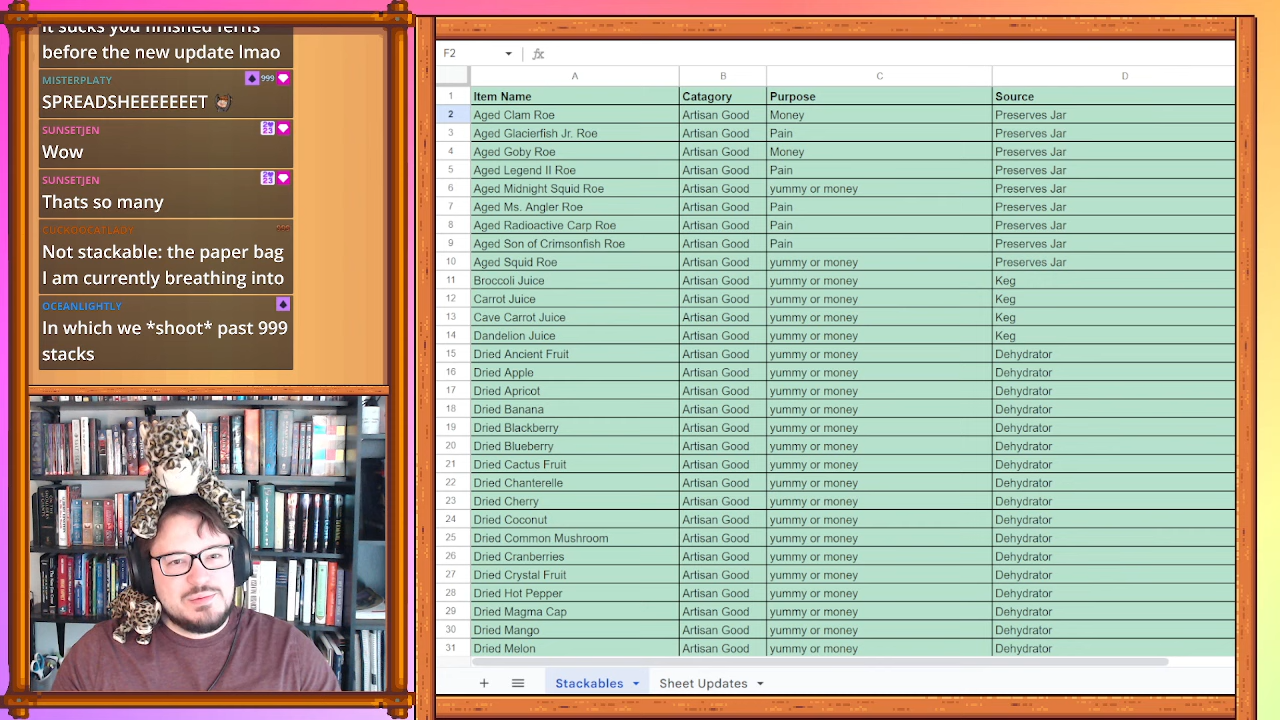 it sucks you finished ferns
before the new update lmao
MISTERPLATY 999
SPREADSHEEEEEEET
SUNSETJEN
Wow
SUNSETJEN
Thats so many
CUCKOOCATLADY
Not stackable: the paper bag
I am currently breathing into
OCEANLIGHTLY
In which we *shoot* past 999
stacks
F2 fx
A B C D
1 Item Name Catagory Purpose Source
2 Aged Clam Roe Artisan Good Money Preserves Jar
3 Aged Glacierfish Jr. Roe Artisan Good Pain Preserves Jar
4 Aged Goby Roe Artisan Good Money Preserves Jar
5 Aged Legend II Roe Artisan Good Pain Preserves Jar
6 Aged Midnight Squid Roe Artisan Good yummy or money Preserves Jar
7 Aged Ms. Angler Roe Artisan Good Pain Preserves Jar
8 Aged Radioactive Carp Roe Artisan Good Pain Preserves Jar
9 Aged Son of Crimsonfish Roe Artisan Good Pain Preserves Jar
10 Aged Squid Roe Artisan Good yummy or money Preserves Jar
11 Broccoli Juice Artisan Good yummy or money Keg
12 Carrot Juice Artisan Good yummy or money Keg
13 Cave Carrot Juice Artisan Good yummy or money Keg
14 Dandelion Juice Artisan Good yummy or money Keg
15 Dried Ancient Fruit Artisan Good yummy or money Dehydrator
16 Dried Apple Artisan Good yummy or money Dehydrator
17 Dried Apricot Artisan Good yummy or money Dehydrator
18 Dried Banana Artisan Good yummy or money Dehydrator
19 Dried Blackberry Artisan Good yummy or money Dehydrator
20 Dried Blueberry Artisan Good yummy or money Dehydrator
21 Dried Cactus Fruit Artisan Good yummy or money Dehydrator
22 Dried Chanterelle Artisan Good yummy or money Dehydrator
23 Dried Cherry Artisan Good yummy or money Dehydrator
24 Dried Coconut Artisan Good yummy or money Dehydrator
25 Dried Common Mushroom Artisan Good yummy or money Dehydrator
26 Dried Cranberries Artisan Good yummy or money Dehydrator
27 Dried Crystal Fruit Artisan Good yummy or money Dehydrator
28 Dried Hot Pepper Artisan Good yummy or money Dehydrator
29 Dried Magma Cap Artisan Good yummy or money Dehydrator
30 Dried Mango Artisan Good yummy or money Dehydrator
31 Dried Melon Artisan Good yummy or money Dehydrator
Stackables Sheet Updates